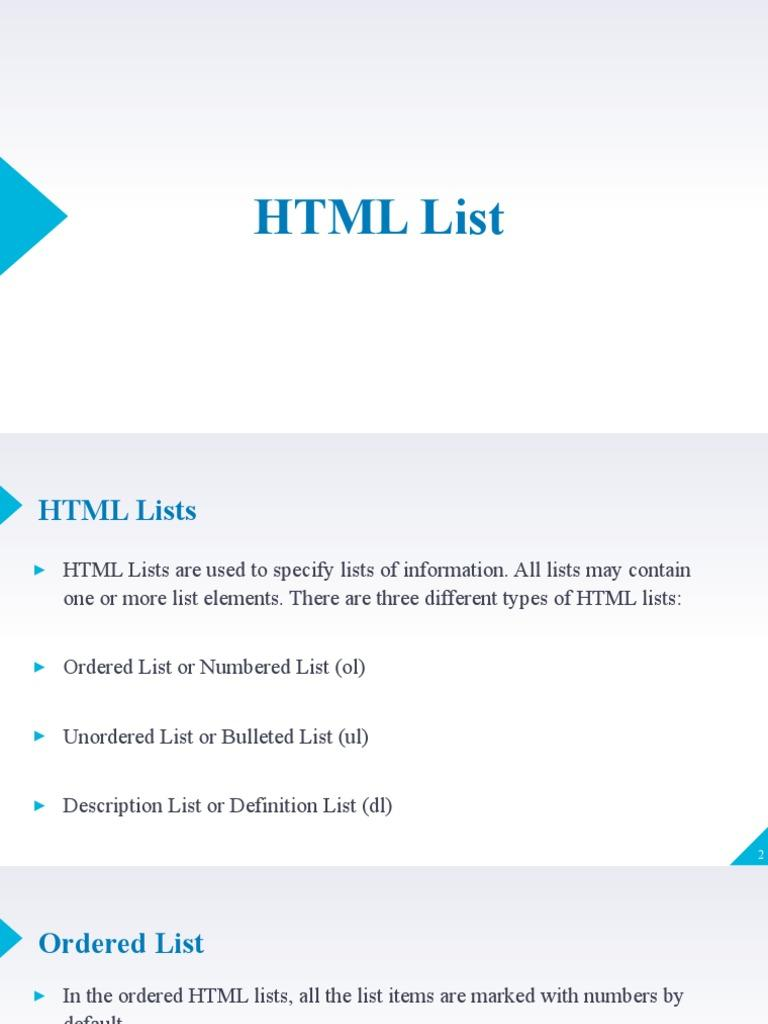 HTML List
HTML Lists
► HTML Lists are used to specify lists of information. All lists may contain
one or more list elements. There are three different types of HTML lists:
► Ordered List or Numbered List (ol)
► Unordered List or Bulleted List (ul)
► Description List or Definition List (dl)
2
Ordered List
► In the ordered HTML lists, all the list items are marked with numbers by
default